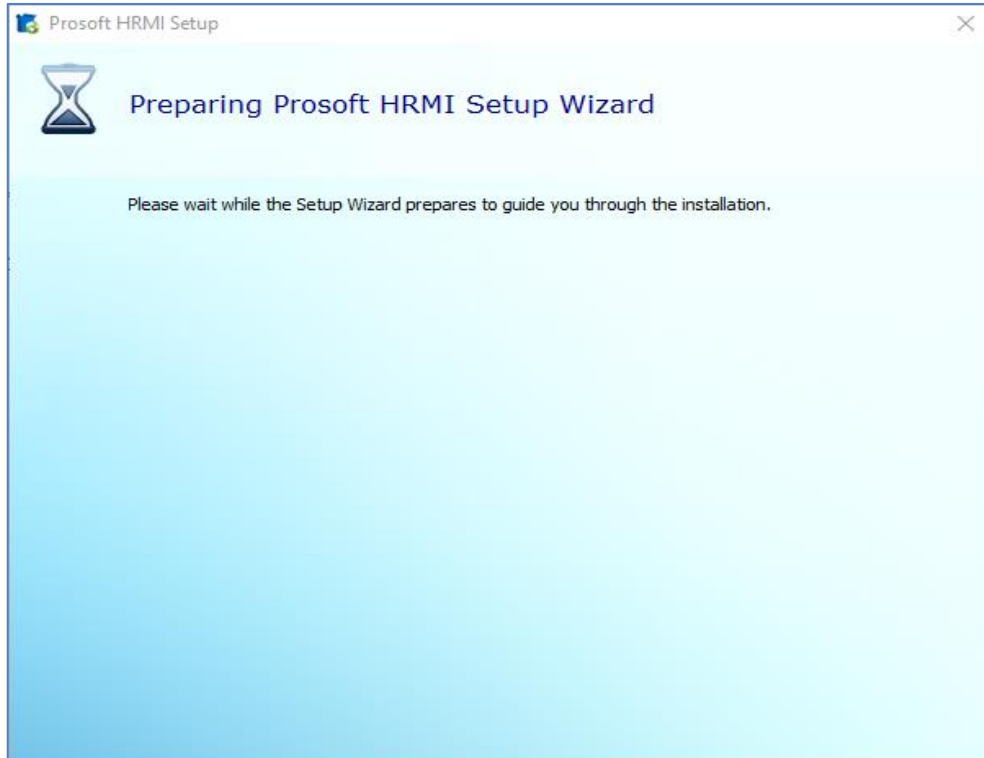 Prosoft HRMI Setup
Preparing Prosoft HRMI Setup Wizard
Please wait while the Setup Wizard prepares to guide you through the installation.